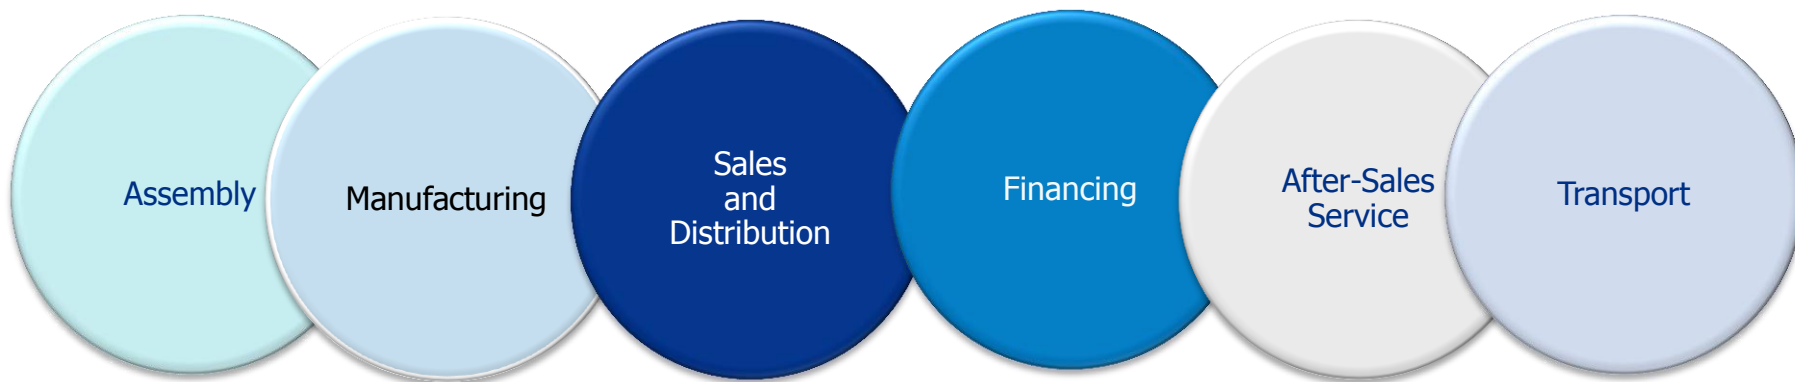 Assembly
Manufacturing
Sales
and
Distribution
Financing
After-Sales
Service
Transport